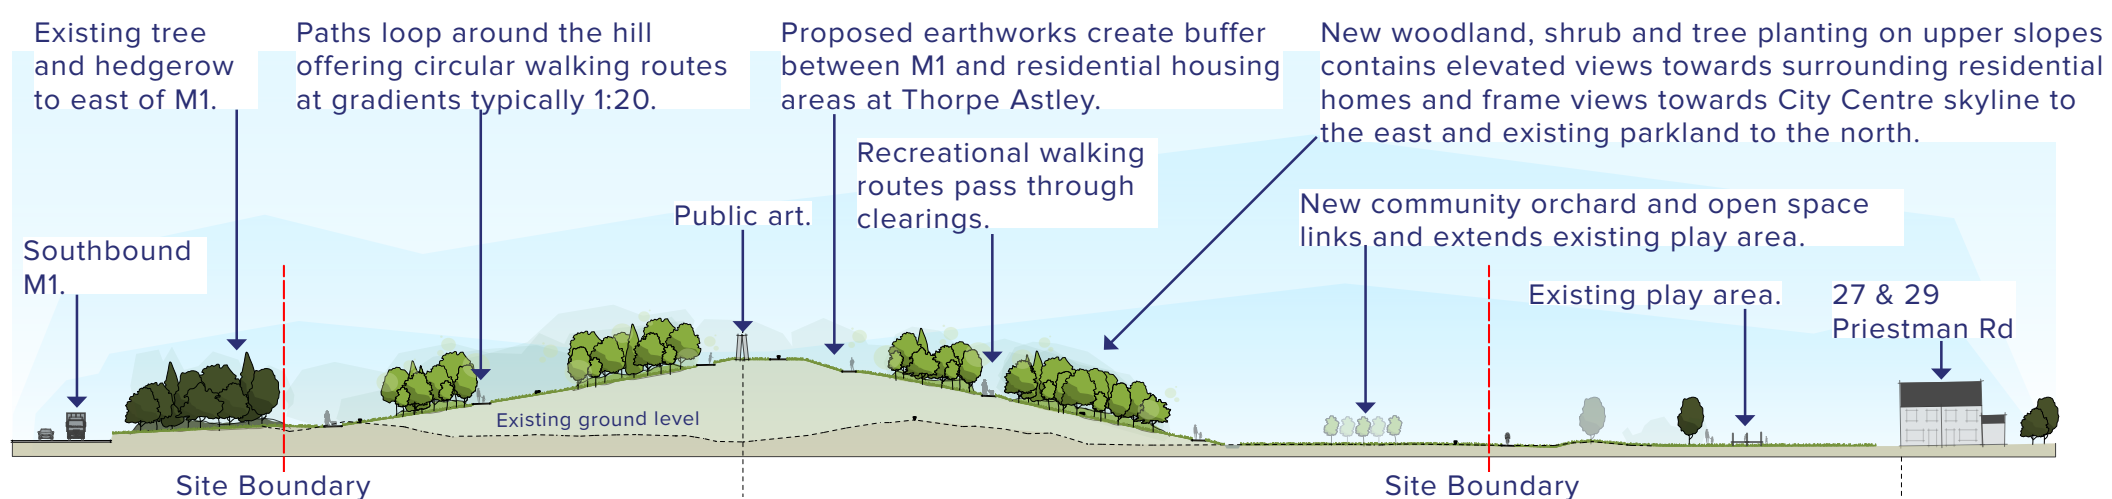 Existing tree
and hedgerow
to east of M1.
Paths loop around the hill
offering circular walking routes
at gradients typically 1:20.
Proposed earthworks create buffer
between M1 and residential housing
areas at Thorpe Astley.
New woodland, shrub and tree planting on upper slopes
contains elevated views towards surrounding residential
homes and frame views towards City Centre skyline to
the east and existing parkland to the north.
Recreational walking
routes pass through
clearings.
Public art.
New community orchard and open space
links and extends existing play area.
Southbound
M1.
Existing play area.
27 & 29
Priestman Rd
Existing ground level
Site Boundary
Site Boundary